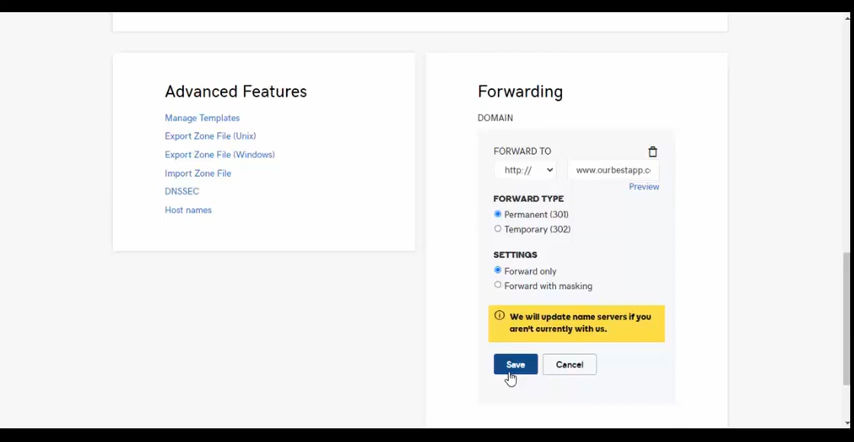 Advanced Features
Manage Templates
Export Zone File (Unix)
Export Zone File (Windows)
Import Zone File
DNSSEC
Host names
Forwarding
DOMAIN
FORWARD TO
http:// www.ourbestapp.c
Preview
FORWARD TYPE
Permanent (301)
Temporary (302)
SETTINGS
Forward only
Forward with masking
We will update name servers if you
aren't currently with us.
Save Cancel